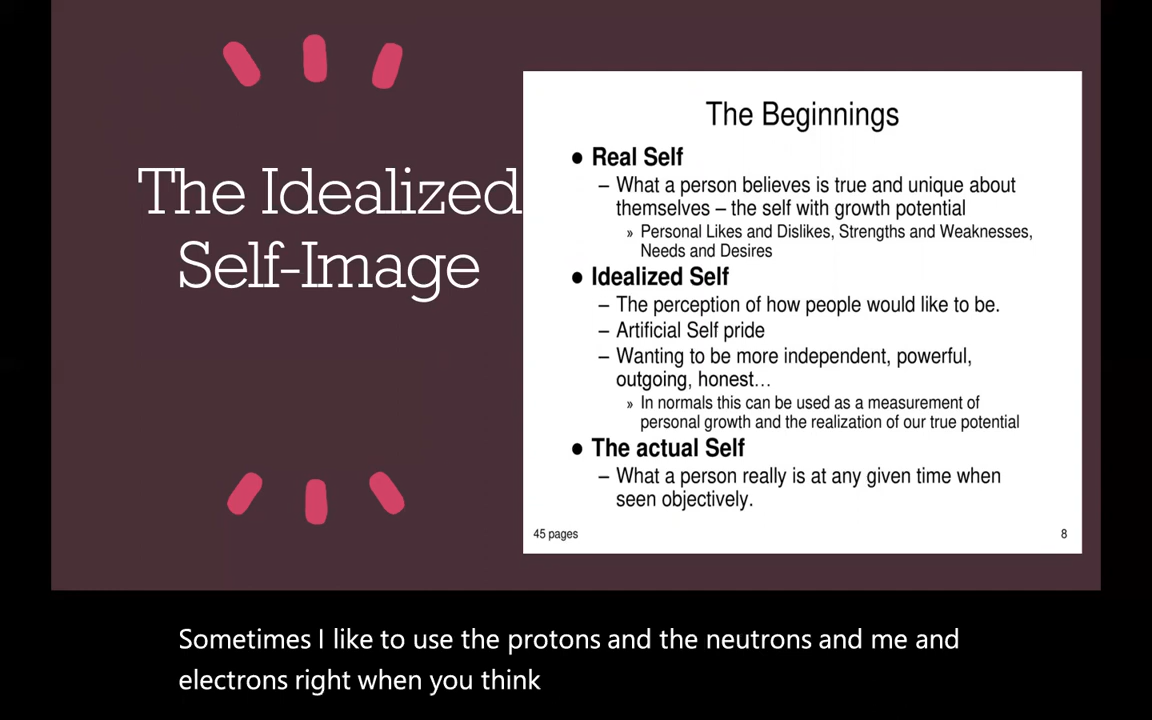 The Idealized
Self-Image
The Beginnings
● Real Self
– What a person believes is true and unique about
themselves – the self with growth potential
» Personal Likes and Dislikes, Strengths and Weaknesses,
Needs and Desires
● Idealized Self
– The perception of how people would like to be.
– Artificial Self pride
– Wanting to be more independent, powerful,
outgoing, honest…
» In normals this can be used as a measurement of
personal growth and the realization of our true potential
● The actual Self
– What a person really is at any given time when
seen objectively.
45 pages
8
Sometimes I like to use the protons and the neutrons and me and
electrons right when you think